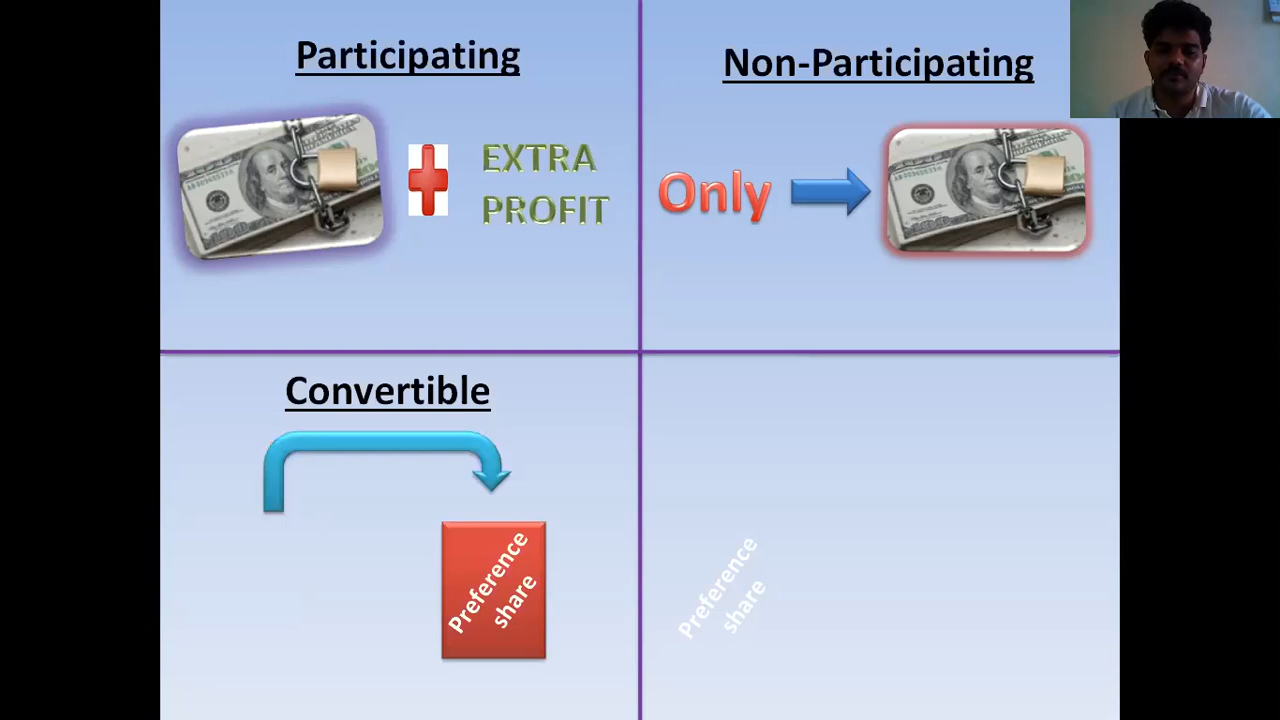 Participating
Non-Participating
EXTRA
PROFIT
Only
Convertible
Preference
share
Preference
share